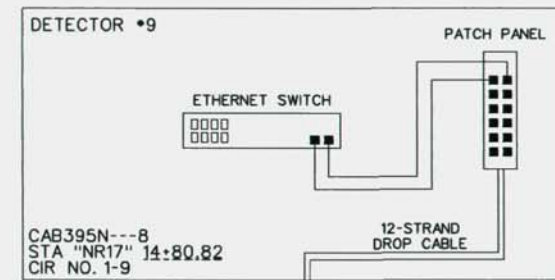 DETECTOR •9
PATCH PANEL
ETHERNET SWITCH
CAB395N---8
STA "NR17" 14+80.82
CIR NO. 1-9
12-STRAND
DROP CABLE